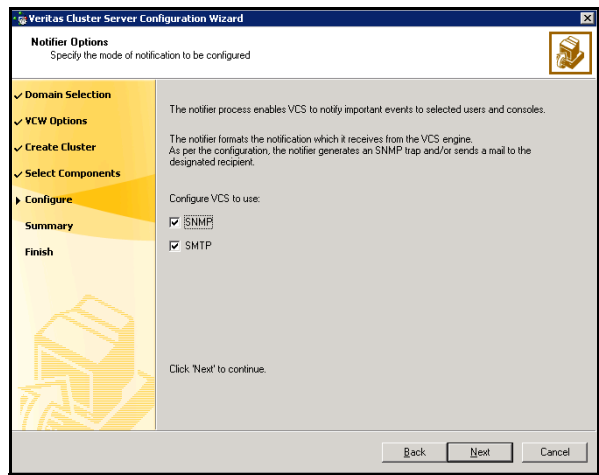 Veritas Cluster Server Configuration Wizard
Notifier Options
Specify the mode of notification to be configured
Domain Selection
VCW Options
Create Cluster
Select Components
Configure
Summary
Finish
The notifier process enables VCS to notify important events to selected users and consoles.
The notifier formats the notification which it receives from the VCS engine.
As per the configuration, the notifier generates an SNMP trap and/or sends a mail to the
designated recipient.
Configure VCS to use:
SNMP
SMTP
Click 'Next' to continue.
Back Next Cancel